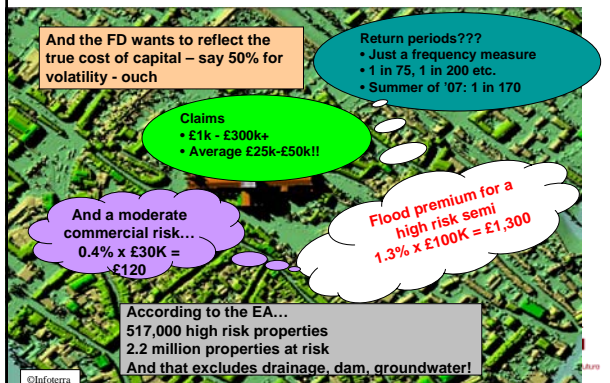 And the FD wants to reflect the
true cost of capital – say 50% for
volatility - ouch
Return periods???
• Just a frequency measure
• 1 in 75, 1 in 200 etc.
• Summer of '07: 1 in 170
Claims
• £1k - £300k+
• Average £25k-£50k!!
And a moderate
commercial risk…
0.4% x £30K =
£120
Flood premium for a
high risk semi
1.3% x £100K = £1,300
According to the EA…
517,000 high risk properties
2.2 million properties at risk
And that excludes drainage, dam, groundwater!
©Infoterra